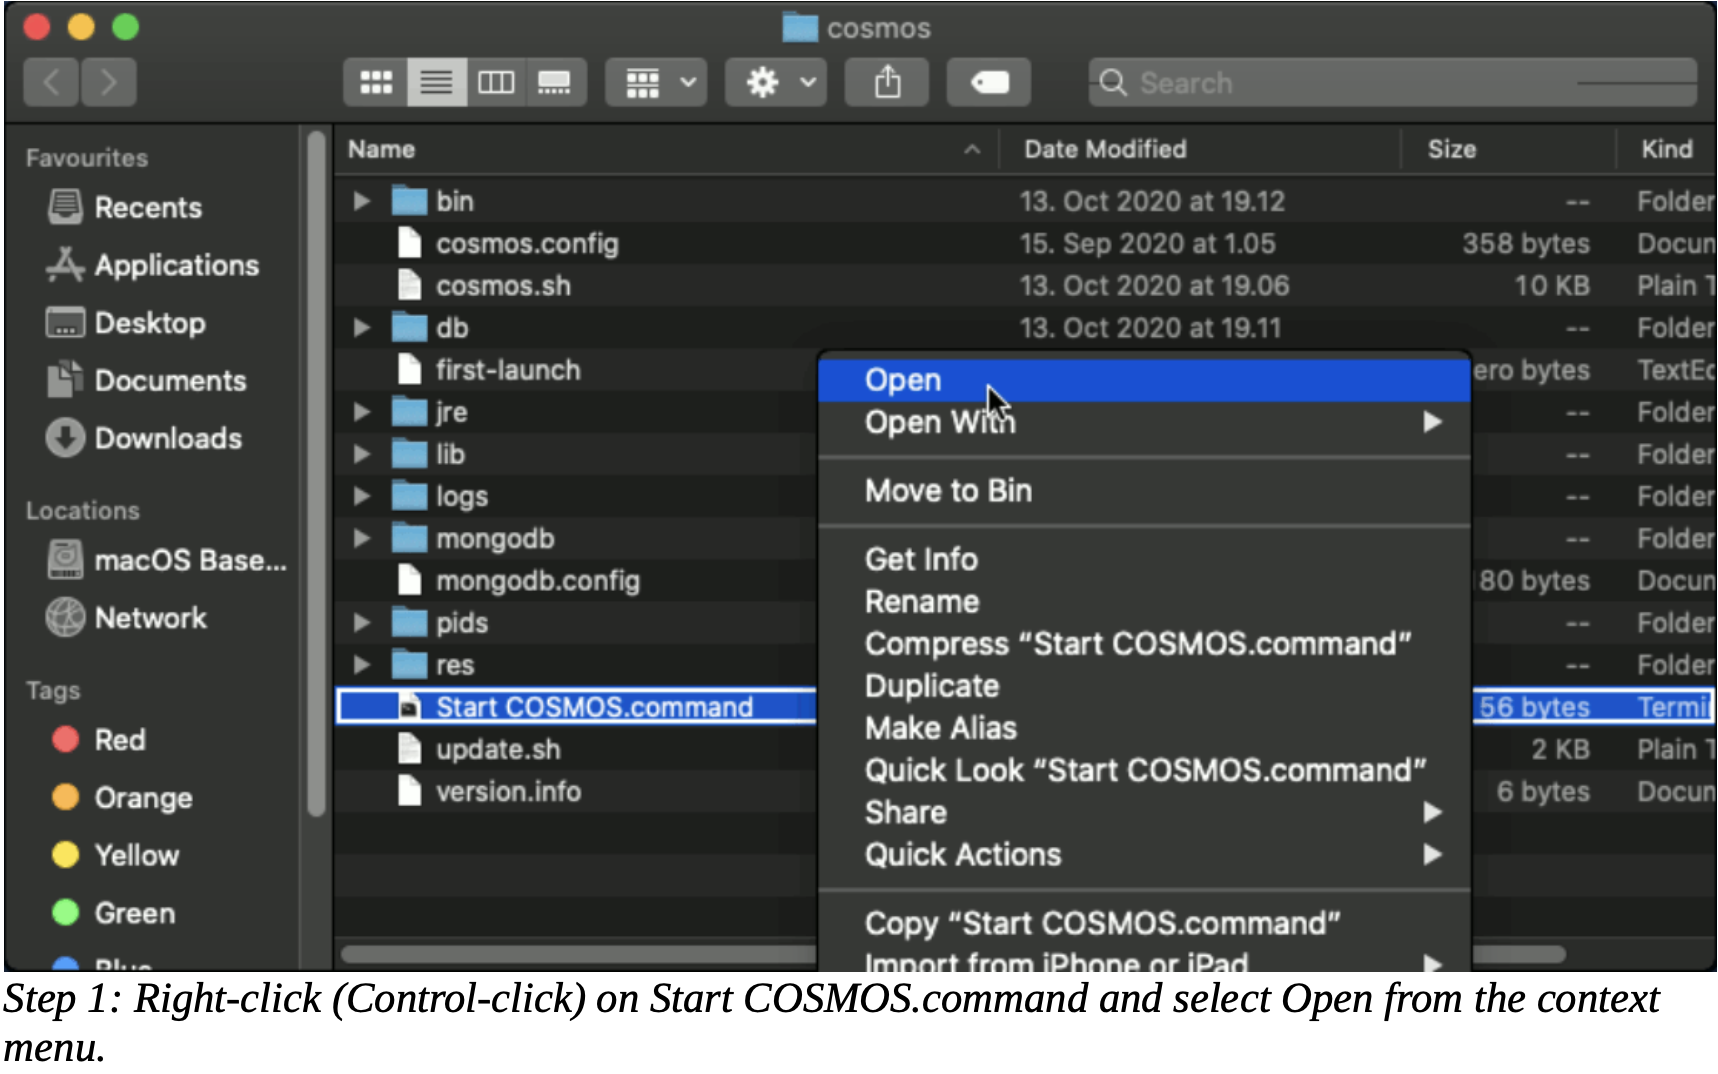 cosmos
Search
Favourites
Recents
Applications
Desktop
Documents
Downloads
Locations
macOS Base...
Network
Tags
Red
Orange
Yellow
Green
Blue
Name Date Modified Size Kind
bin 13. Oct 2020 at 19.12 -- Folder
cosmos.config 15. Sep 2020 at 1.05 358 bytes Docum
cosmos.sh 13. Oct 2020 at 19.06 10 KB Plain T
db 13. Oct 2020 at 19.11 -- Folder
first-launch ero bytes TextEd
jre -- Folder
lib -- Folder
logs -- Folder
mongodb -- Folder
mongodb.config 80 bytes Docum
pids -- Folder
res -- Folder
Start COSMOS.command 56 bytes Termi
update.sh 2 KB Plain T
version.info 6 bytes Docum
Open
Open With
Move to Bin
Get Info
Rename
Compress “Start COSMOS.command”
Duplicate
Make Alias
Quick Look “Start COSMOS.command”
Share
Quick Actions
Copy “Start COSMOS.command”
Import from iPhone or iPad
Step 1: Right-click (Control-click) on Start COSMOS.command and select Open from the context
menu.